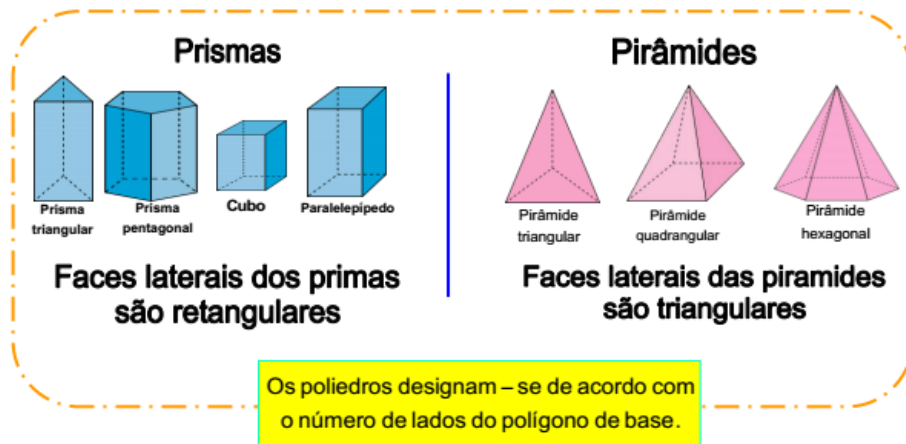 Prismas
Prisma
triangular
Prisma
pentagonal
Cubo
Paralelepipedo
Faces laterais dos primas
são retangulares
Pirâmides
Pirâmide
triangular
Pirâmide
quadrangular
Pirâmide
hexagonal
Faces laterais das piramides
são triangulares
Os poliedros designam – se de acordo com
o número de lados do polígono de base.